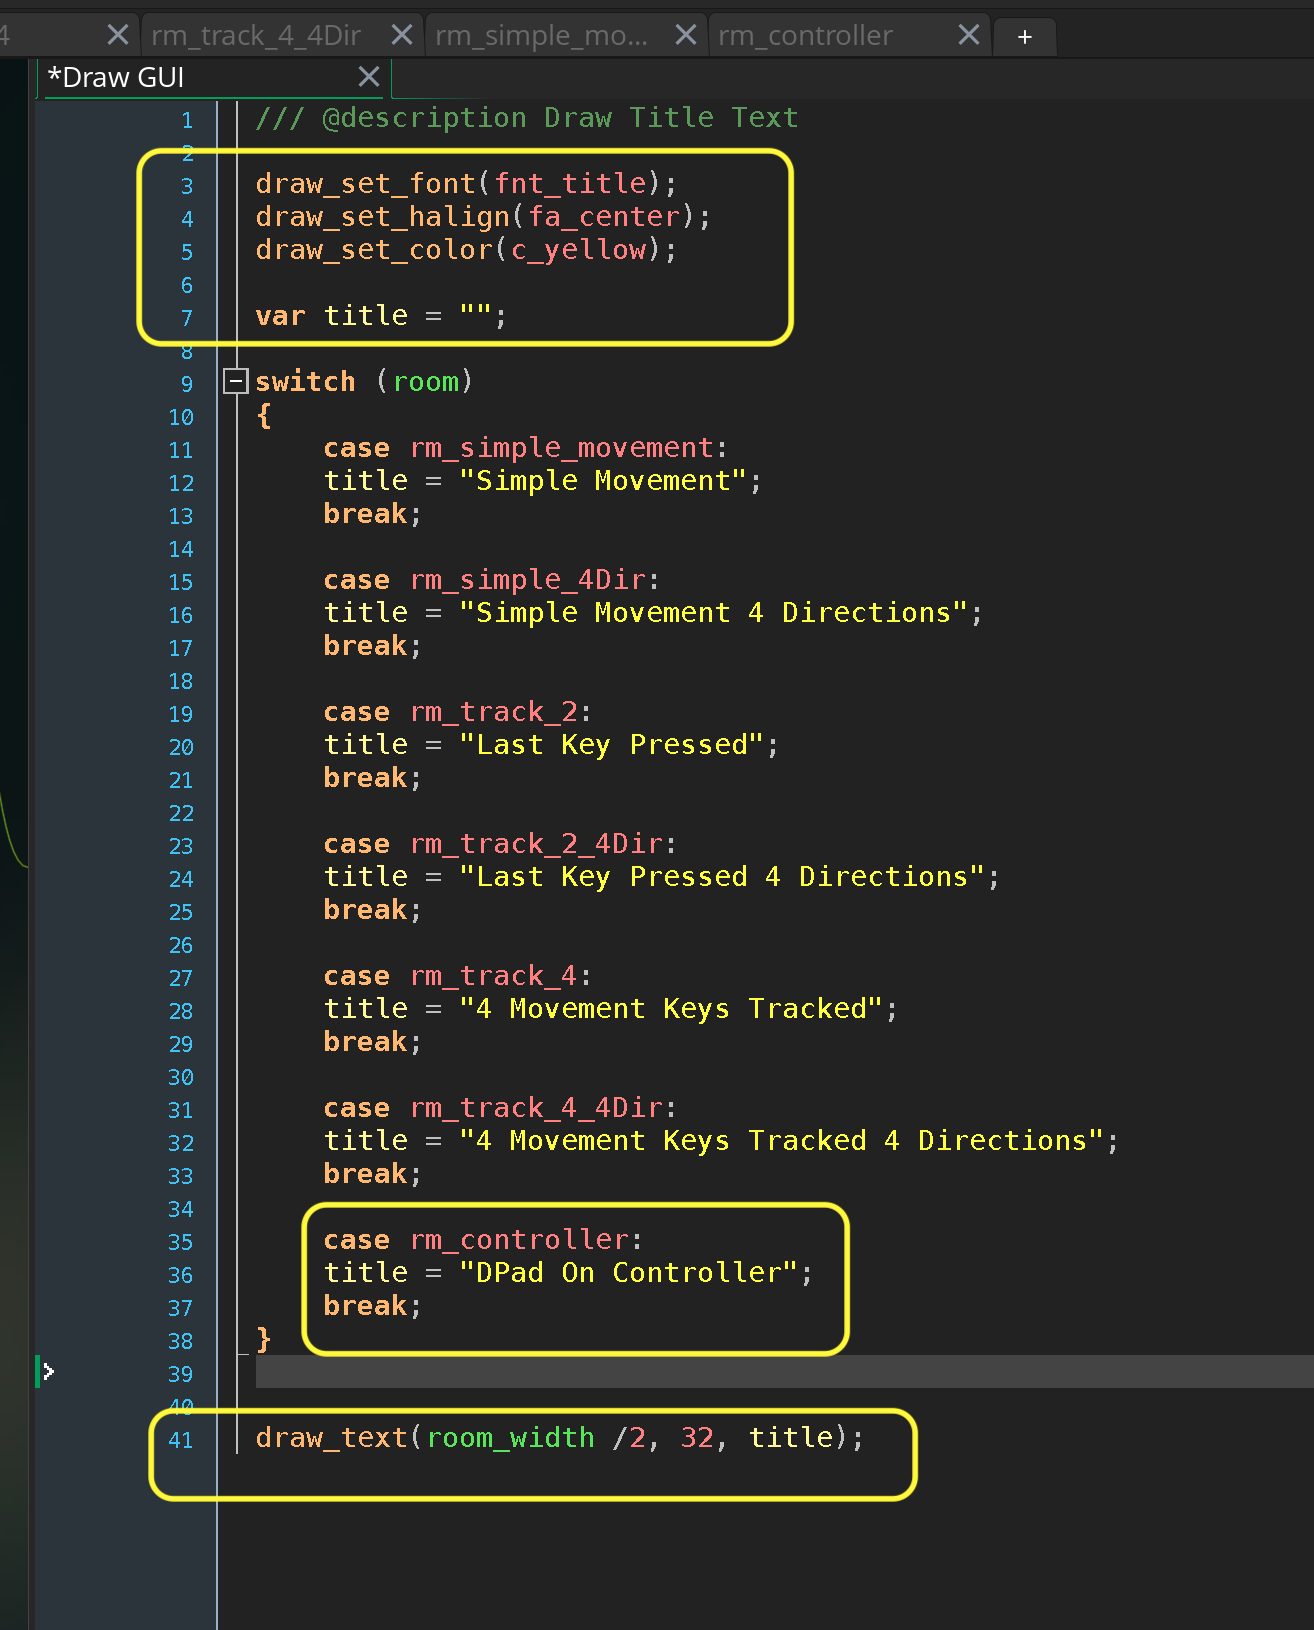 4 rm_track_4_4Dir rm_simple_mo... rm_controller +
*Draw GUI
1 /// @description Draw Title Text
2
3 draw_set_font(fnt_title);
4 draw_set_halign(fa_center);
5 draw_set_color(c_yellow);
6
7 var title = "";
8
9 switch (room)
10 {
11 case rm_simple_movement:
12 title = "Simple Movement";
13 break;
14
15 case rm_simple_4Dir:
16 title = "Simple Movement 4 Directions";
17 break;
18
19 case rm_track_2:
20 title = "Last Key Pressed";
21 break;
22
23 case rm_track_2_4Dir:
24 title = "Last Key Pressed 4 Directions";
25 break;
26
27 case rm_track_4:
28 title = "4 Movement Keys Tracked";
29 break;
30
31 case rm_track_4_4Dir:
32 title = "4 Movement Keys Tracked 4 Directions";
33 break;
34
35 case rm_controller:
36 title = "DPad On Controller";
37 break;
38 }
39
40
41 draw_text(room_width /2, 32, title);